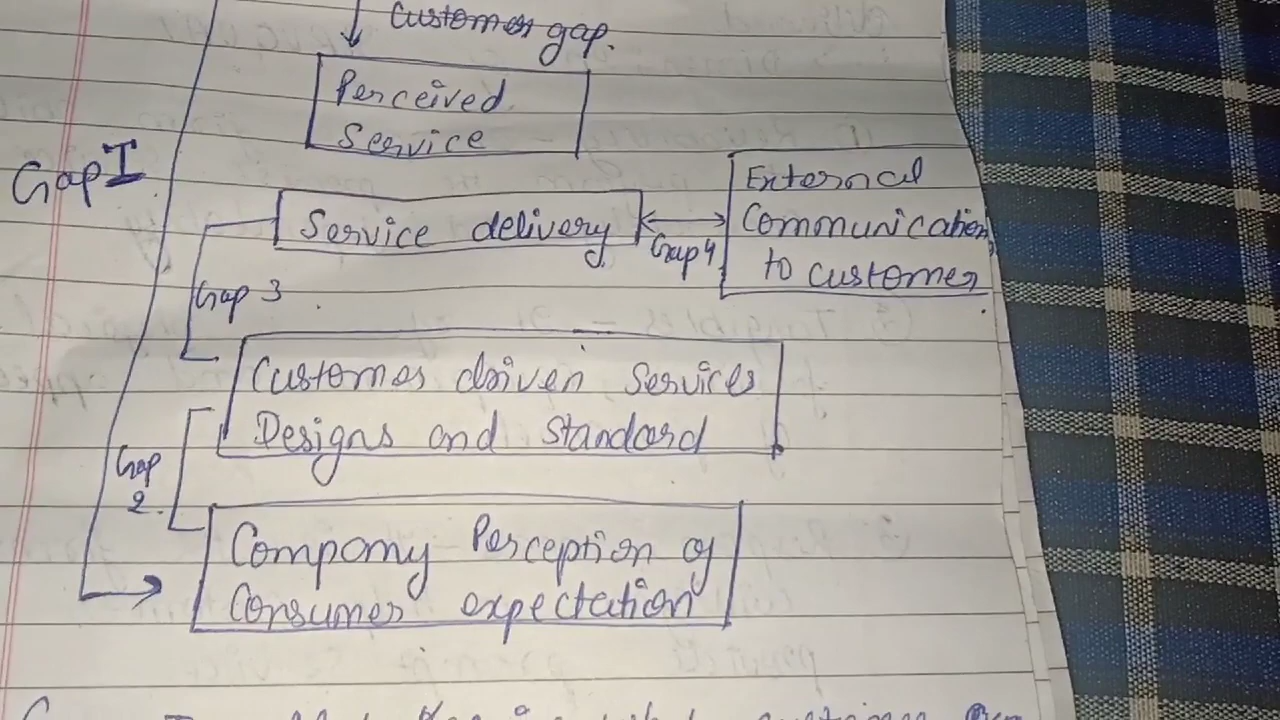 Customer gap.
Perceived
Service
Gap I
External
Communication
to customer
Service delivery
Gap 4
Gap 3
Customer driven Services
Designs and Standard
Gap
2.
Company Perception of
Consumer expectation